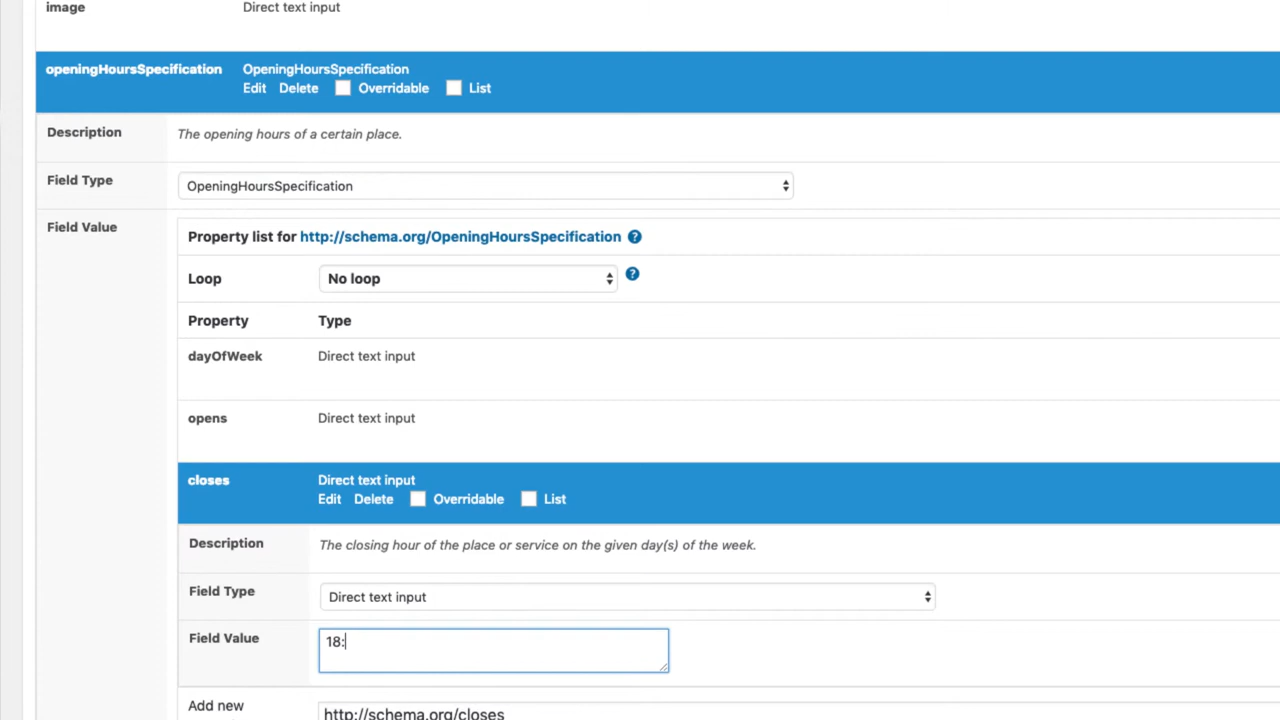 image Direct text input
openingHoursSpecification OpeningHoursSpecification
Edit Delete Overridable List
Description The opening hours of a certain place.
Field Type OpeningHoursSpecification
Field Value
Property list for http://schema.org/OpeningHoursSpecification ?
Loop No loop ?
Property Type
dayOfWeek Direct text input
opens Direct text input
closes Direct text input
Edit Delete Overridable List
Description The closing hour of the place or service on the given day(s) of the week.
Field Type Direct text input
Field Value 18:
Add new http://schema.org/closes